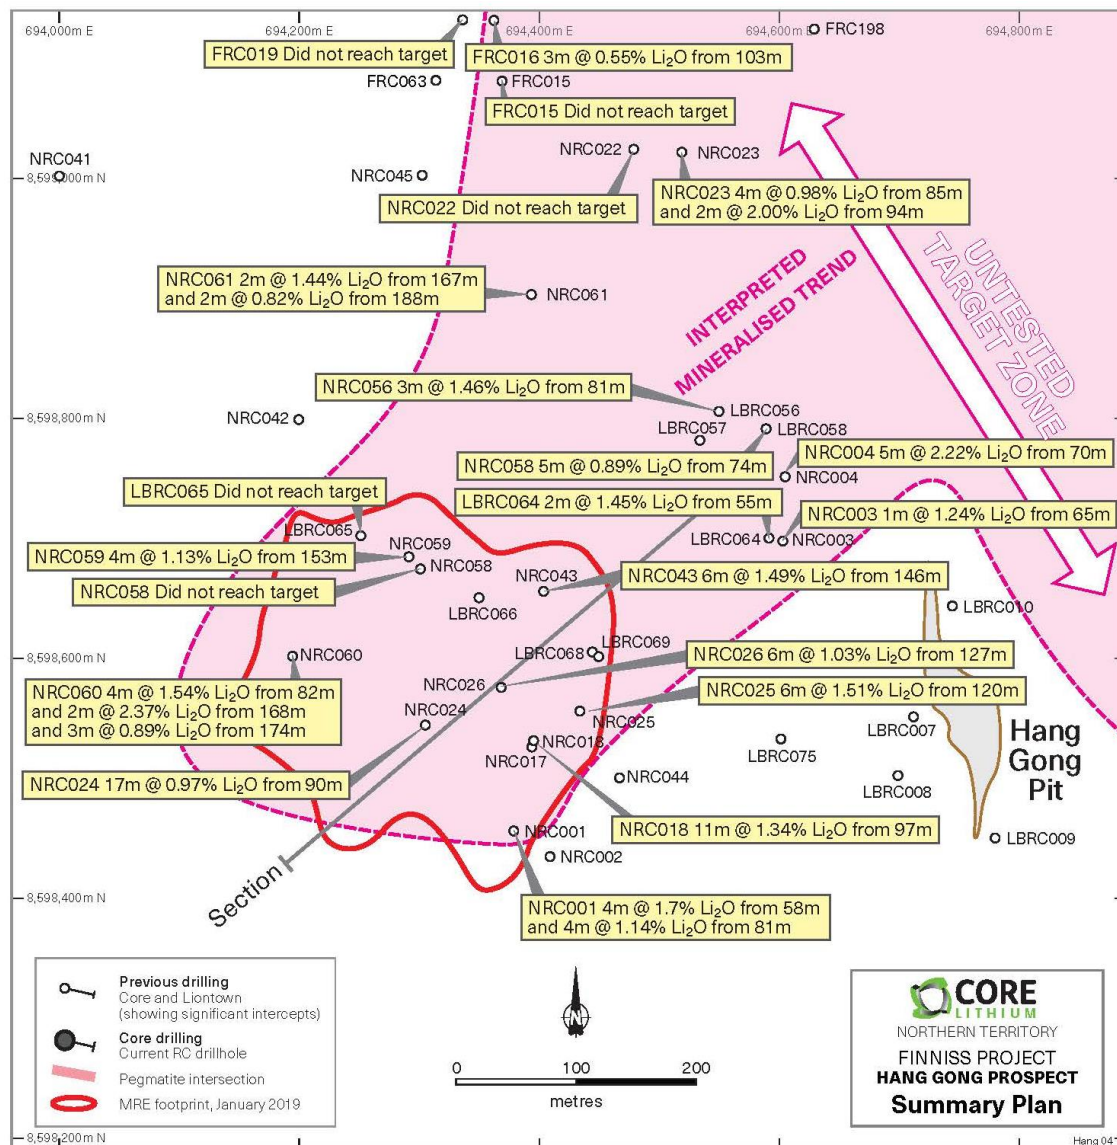 694,000m E
694,200m E
694,400m E
694,600m E
694,800m E
FRC198
FRC019 Did not reach target
FRC016 3m @ 0.55% Li₂O from 103m
FRC063
FRC015
FRC015 Did not reach target
NRC041
NRC022
NRC023
8,599,000m N
NRC045
NRC022 Did not reach target
NRC023 4m @ 0.98% Li₂O from 85m
and 2m @ 2.00% Li₂O from 94m
UNTESTED
TARGET ZONE
NRC061 2m @ 1.44% Li₂O from 167m
and 2m @ 0.82% Li₂O from 188m
NRC061
INTERPRETED
MINERALISED TREND
NRC056 3m @ 1.46% Li₂O from 81m
8,598,800m N
NRC042
LBRC056
LBRC057
LBRC058
NRC058 5m @ 0.89% Li₂O from 74m
NRC004 5m @ 2.22% Li₂O from 70m
NRC004
LBRC065 Did not reach target
LBRC064 2m @ 1.45% Li₂O from 55m
NRC003 1m @ 1.24% Li₂O from 65m
LBRC065
LBRC064
NRC003
NRC059 4m @ 1.13% Li₂O from 153m
NRC059
NRC058
NRC043
NRC043 6m @ 1.49% Li₂O from 146m
NRC058 Did not reach target
LBRC066
LBRC010
8,598,600m N
NRC060
LBRC068
LBRC069
NRC026 6m @ 1.03% Li₂O from 127m
NRC026
NRC025 6m @ 1.51% Li₂O from 120m
NRC060 4m @ 1.54% Li₂O from 82m
and 2m @ 2.37% Li₂O from 168m
and 3m @ 0.89% Li₂O from 174m
NRC024
NRC025
LBRC007
NRC018
NRC017
LBRC075
Hang
Gong
Pit
NRC024 17m @ 0.97% Li₂O from 90m
NRC044
LBRC008
NRC018 11m @ 1.34% Li₂O from 97m
LBRC009
NRC001
NRC002
Section
8,598,400m N
NRC001 4m @ 1.7% Li₂O from 58m
and 4m @ 1.14% Li₂O from 81m
Previous drilling
Core and Liontown
(showing significant intercepts)
Core drilling
Current RC drillhole
Pegmatite intersection
MRE footprint, January 2019
N
0 100 200
metres
CORE
LITHIUM
NORTHERN TERRITORY
FINNISS PROJECT
HANG GONG PROSPECT
Summary Plan
8,598,200m N
Hang 04